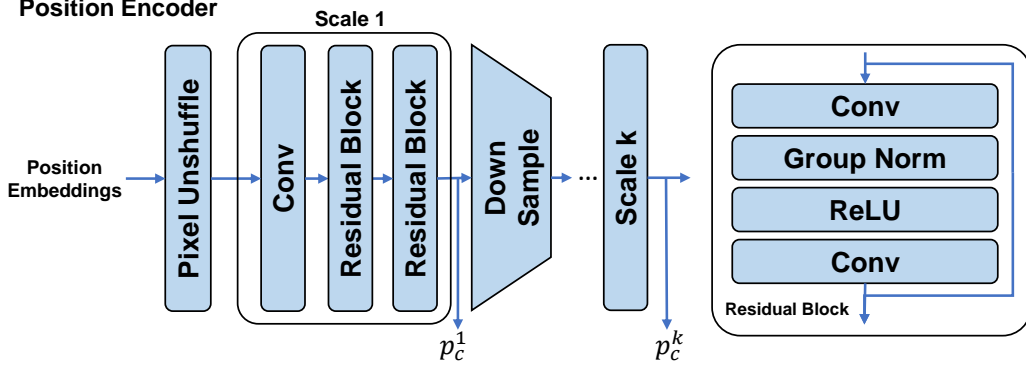 Position Encoder
Scale 1
Position
Embeddings
Pixel Unshuffle
Conv
Residual Block
Residual Block
Down
Sample
...
Scale k
p_c^1
p_c^k
Conv
Group Norm
ReLU
Conv
Residual Block